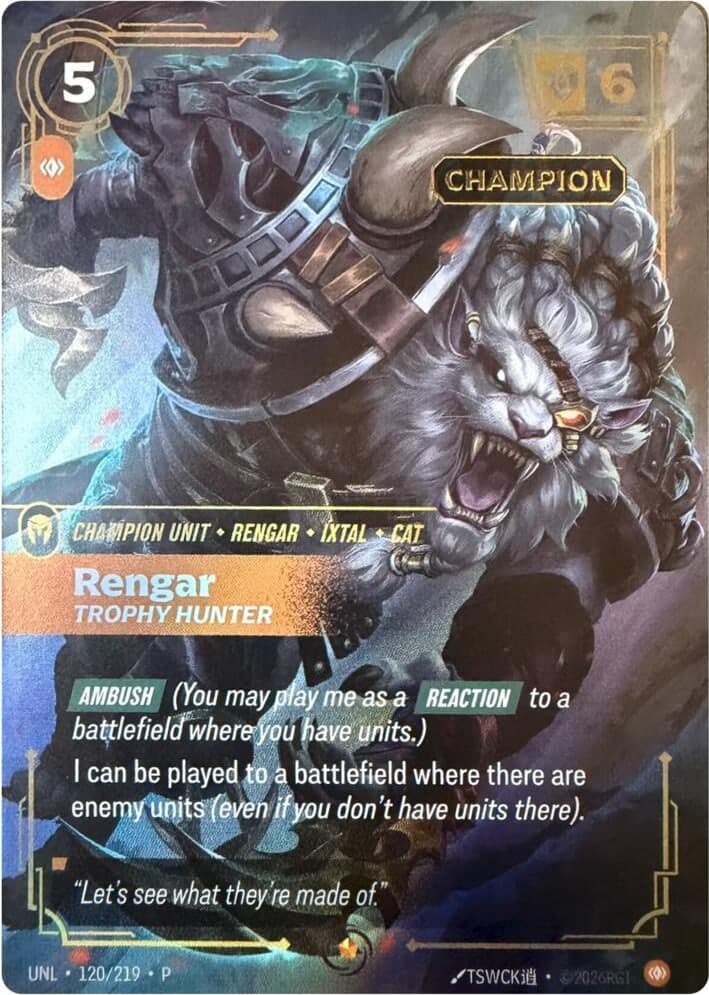 5
6
CHAMPION
CHAMPION UNIT • RENGAR • IXTAL • CAT
Rengar
TROPHY HUNTER
AMBUSH (You may play me as a REACTION to a
battlefield where you have units.)
I can be played to a battlefield where there are
enemy units (even if you don't have units there).
“Let's see what they're made of.”
UNL • 120/219 • P
TSWCK逍 • ©2026RGI